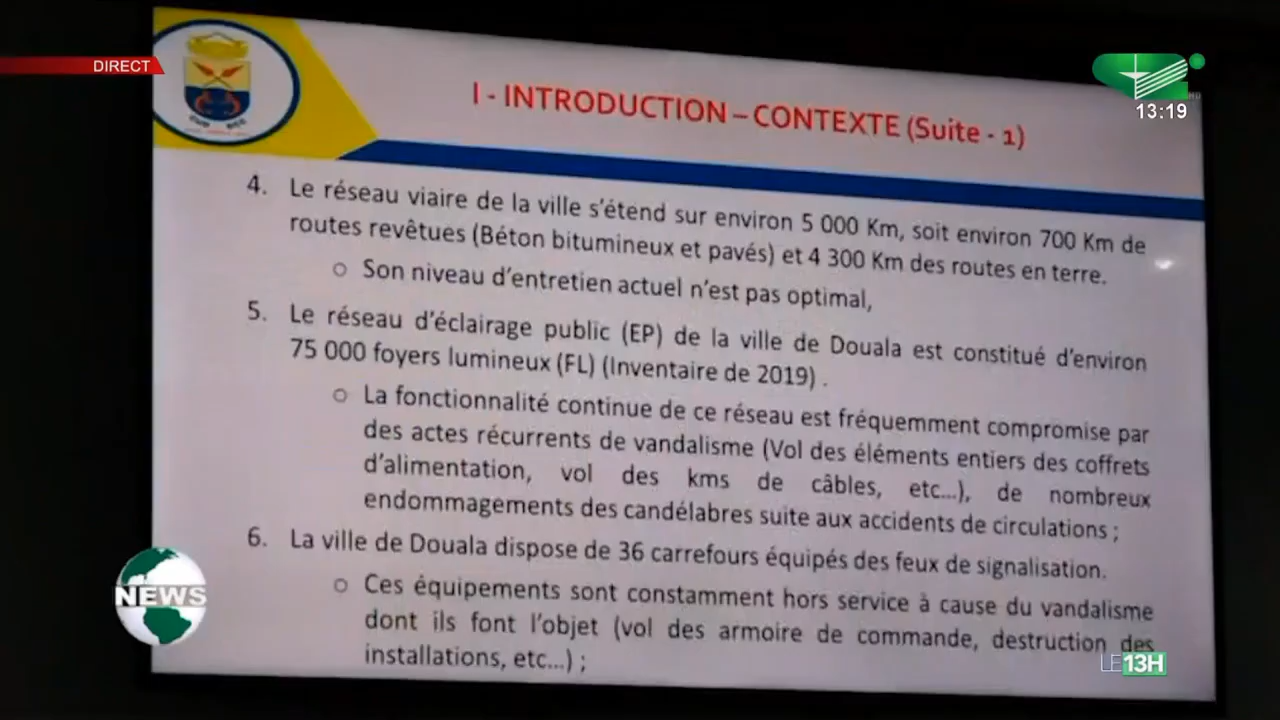 DIRECT
13:19
I - INTRODUCTION – CONTEXTE (Suite - 1)
4. Le réseau viaire de la ville s'étend sur environ 5 000 Km, soit environ 700 Km de
routes revêtues (Béton bitumineux et pavés) et 4 300 Km des routes en terre.
o Son niveau d'entretien actuel n'est pas optimal,
5. Le réseau d'éclairage public (EP) de la ville de Douala est constitué d'environ
75 000 foyers lumineux (FL) (Inventaire de 2019) .
o La fonctionnalité continue de ce réseau est fréquemment compromise par
des actes récurrents de vandalisme (Vol des éléments entiers des coffrets
d'alimentation, vol des kms de câbles, etc...), de nombreux
endommagements des candélabres suite aux accidents de circulations ;
6. La ville de Douala dispose de 36 carrefours équipés des feux de signalisation.
o Ces équipements sont constamment hors service à cause du vandalisme
dont ils font l'objet (vol des armoire de commande, destruction des
installations, etc...) ;
NEWS
LE 13H